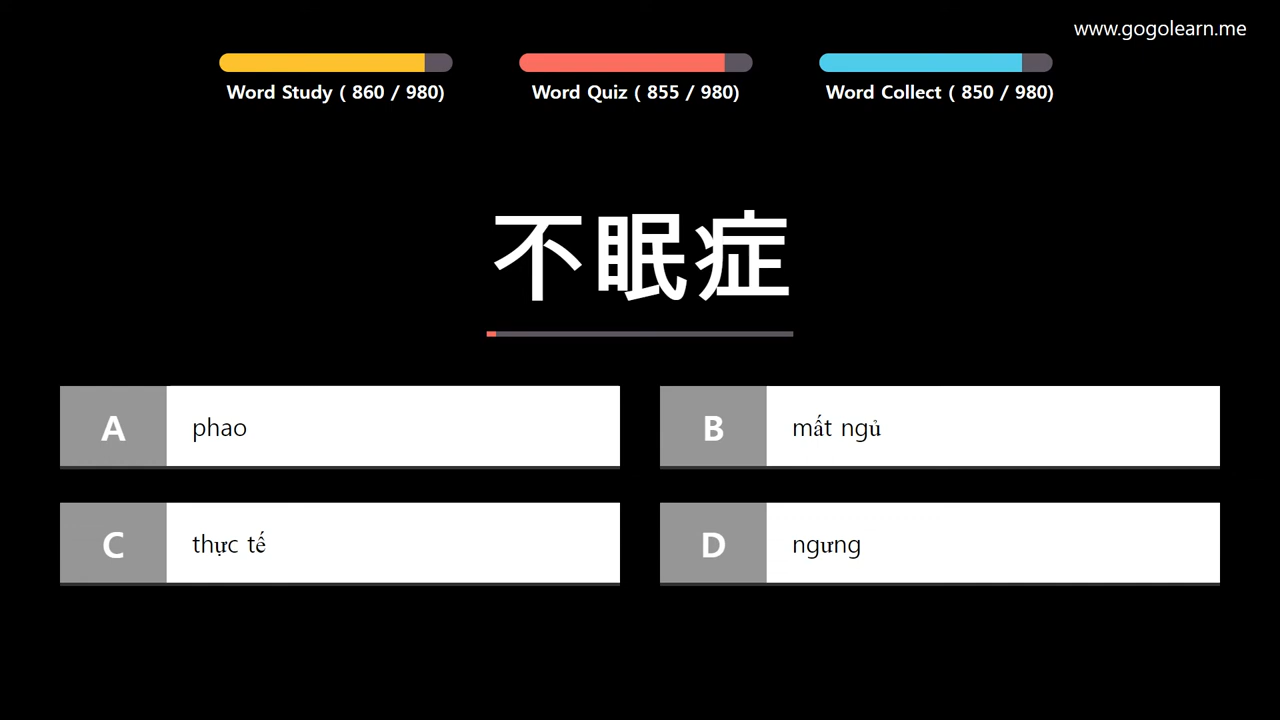 www.gogolearn.me
Word Study ( 860 / 980)
Word Quiz ( 855 / 980)
Word Collect ( 850 / 980)
不眠症
A phao
B mất ngủ
C thực tế
D ngưng